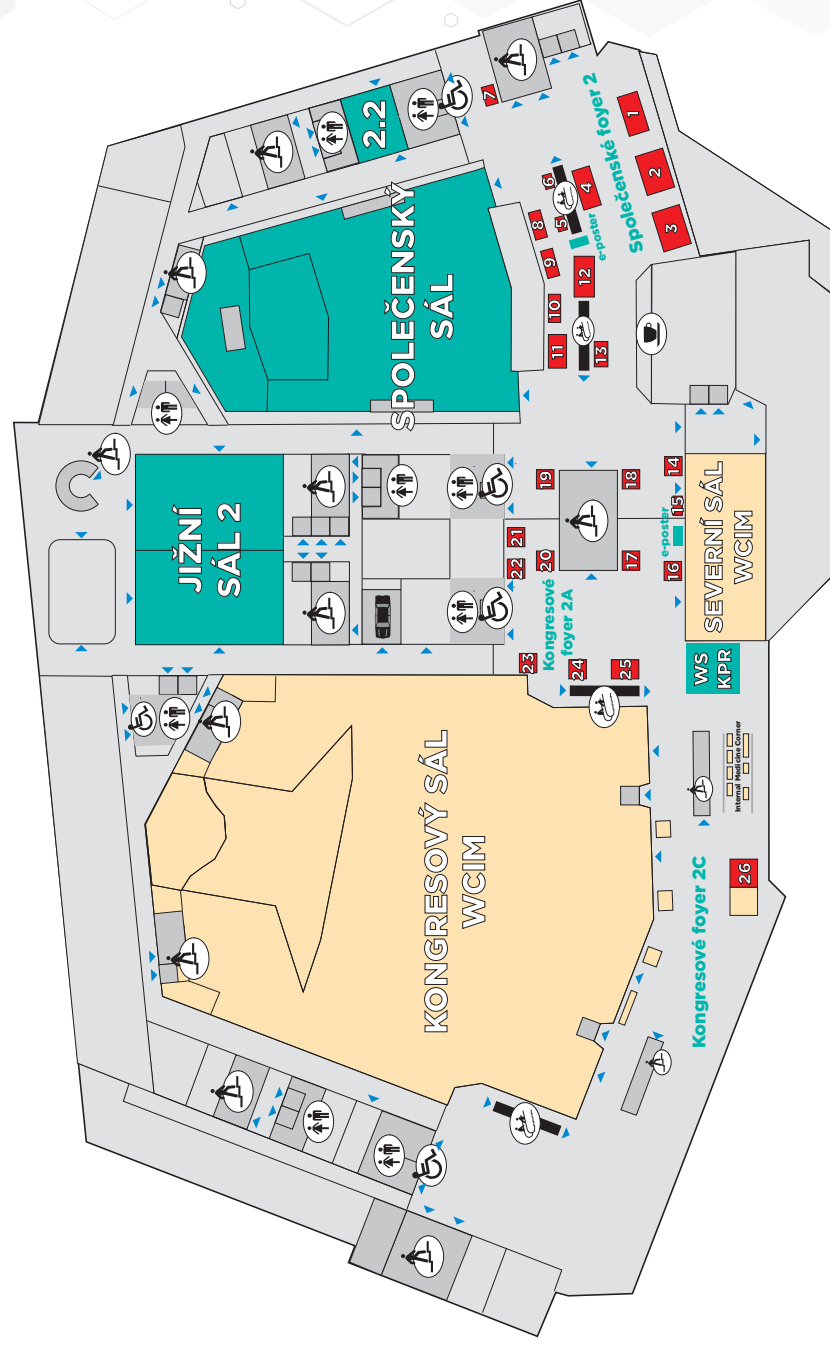 1
2
3
4
5
6
7
8
9
10
11
12
13
14
15
16
17
18
19
20
21
22
23
24
25
26
2.2
Společenské foyer 2
e-poster
SPOLEČENSKÝ
SÁL
JIŽNÍ
SÁL 2
Kongresové
foyer 2A
e-poster
SEVERNÍ SÁL
WCIM
WS
KPR
KONGRESOVÝ SÁL
WCIM
Internal Medicine Corner
Kongresové foyer 2C